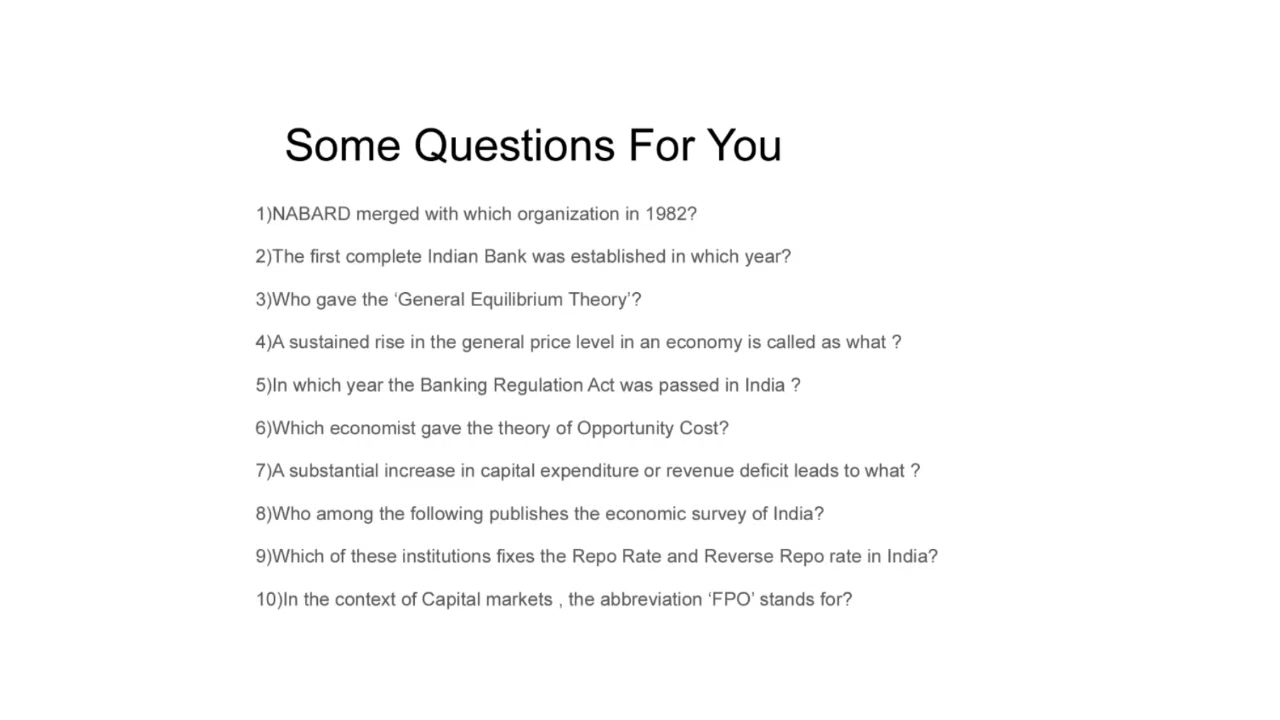 Some Questions For You
1)NABARD merged with which organization in 1982?
2)The first complete Indian Bank was established in which year?
3)Who gave the ‘General Equilibrium Theory’?
4)A sustained rise in the general price level in an economy is called as what ?
5)In which year the Banking Regulation Act was passed in India ?
6)Which economist gave the theory of Opportunity Cost?
7)A substantial increase in capital expenditure or revenue deficit leads to what ?
8)Who among the following publishes the economic survey of India?
9)Which of these institutions fixes the Repo Rate and Reverse Repo rate in India?
10)In the context of Capital markets , the abbreviation ‘FPO’ stands for?